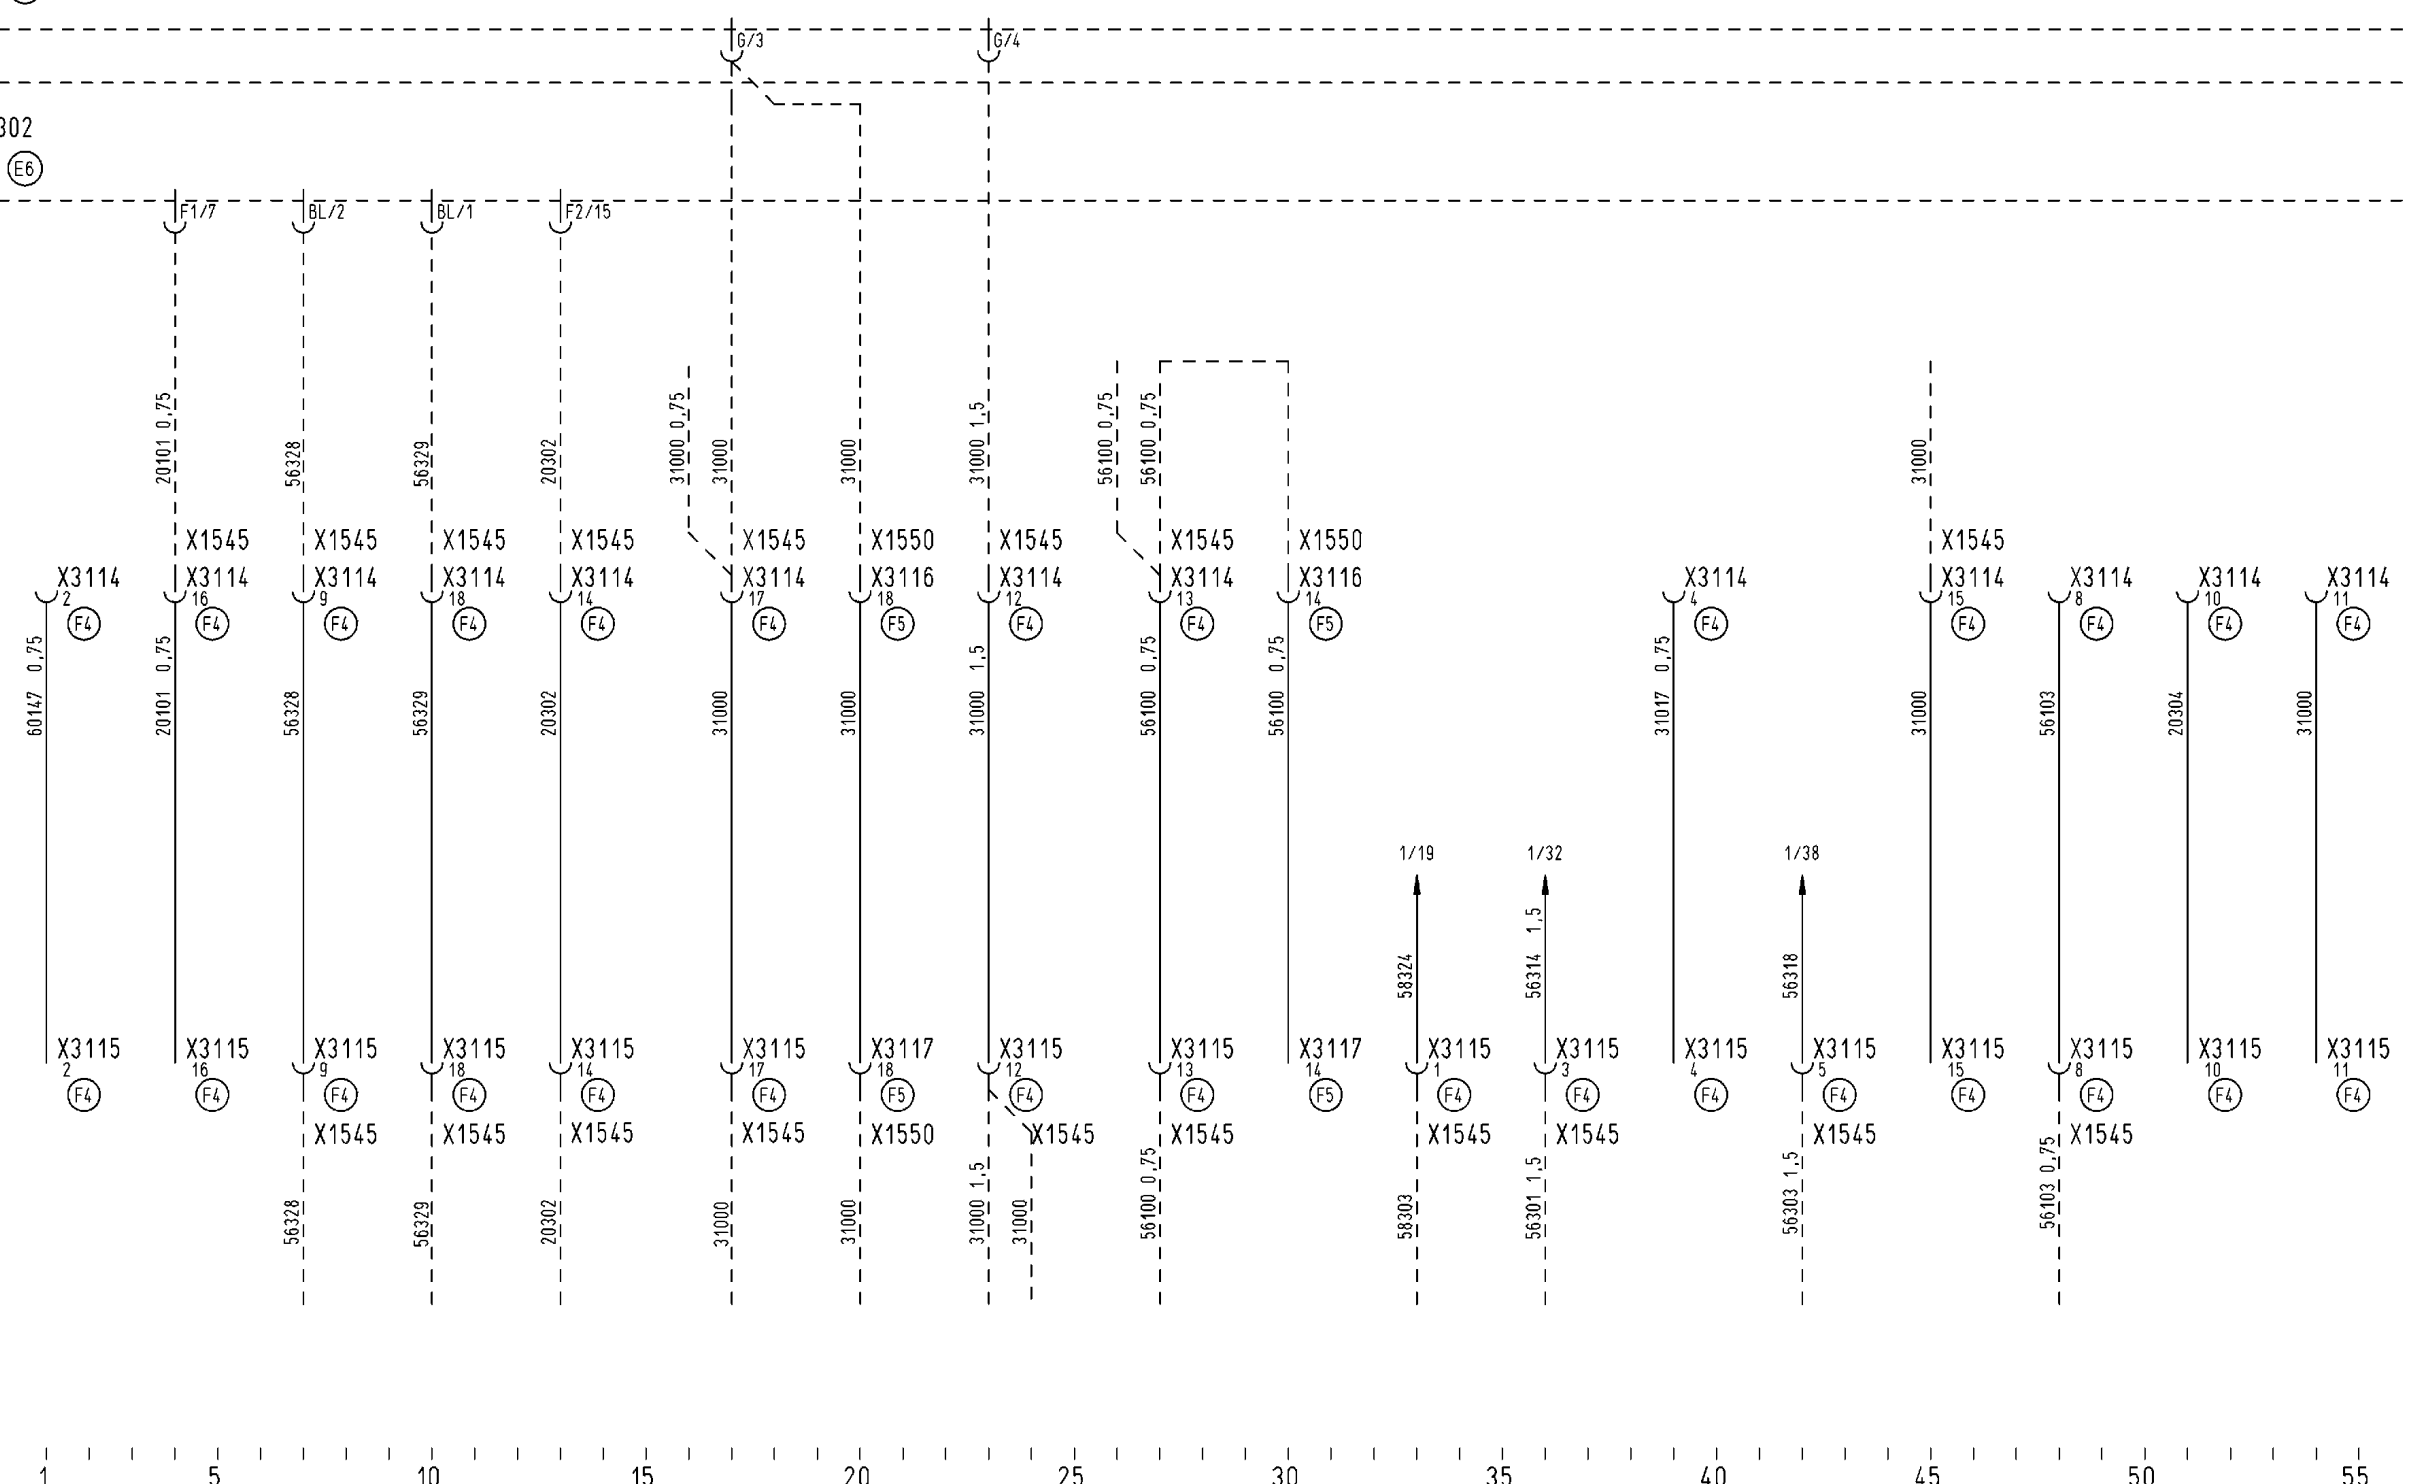 G/3 G/4
302
E6
F1/7 BL/2 BL/1 F2/15
20101 0,75 56328 56329 20302 31000 0,75 31000 31000 31000 1,5 56100 0,75 56100 0,75 31000
X1545 X1545 X1545 X1545 X1545 X1550 X1545 X1545 X1550 X1545
X3114 X3114 X3114 X3114 X3114 X3114 X3116 X3114 X3114 X3116 X3114 X3114 X3114 X3114 X3114
2 16 9 18 14 17 18 12 13 14 4 15 8 10 11
F4 F4 F4 F4 F4 F4 F5 F4 F4 F5 F4 F4 F4 F4 F4
60147 0,75 20101 0,75 56328 56329 20302 31000 31000 31000 1,5 56100 0,75 56100 0,75 31017 0,75 31000 56103 20304 31000
1/19 1/32 1/38
58324 56314 1,5 56318
X3115 X3115 X3115 X3115 X3115 X3115 X3117 X3115 X3115 X3117 X3115 X3115 X3115 X3115 X3115 X3115 X3115 X3115
2 16 9 18 14 17 18 12 13 14 1 3 4 5 15 8 10 11
F4 F4 F4 F4 F4 F4 F5 F4 F4 F5 F4 F4 F4 F4 F4 F4 F4 F4
X1545 X1545 X1545 X1545 X1550 X1545 X1545 X1545 X1545 X1545 X1545
56328 56329 20302 31000 31000 31000 1,5 31000 56100 0,75 58303 56301 1,5 56303 1,5 56103 0,75
1 5 10 15 20 25 30 35 40 45 50 55